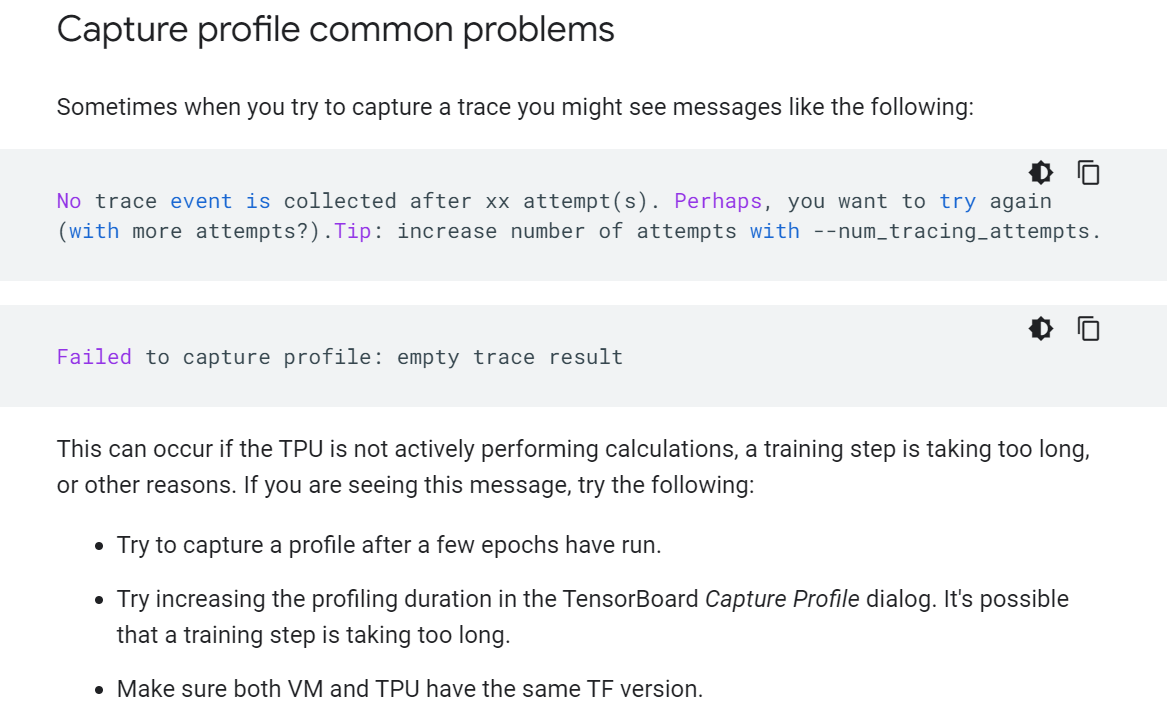 Capture profile common problems
Sometimes when you try to capture a trace you might see messages like the following:
No trace event is collected after xx attempt(s). Perhaps, you want to try again
(with more attempts?).Tip: increase number of attempts with --num_tracing_attempts.
Failed to capture profile: empty trace result
This can occur if the TPU is not actively performing calculations, a training step is taking too long,
or other reasons. If you are seeing this message, try the following:
• Try to capture a profile after a few epochs have run.
• Try increasing the profiling duration in the TensorBoard Capture Profile dialog. It's possible
that a training step is taking too long.
• Make sure both VM and TPU have the same TF version.